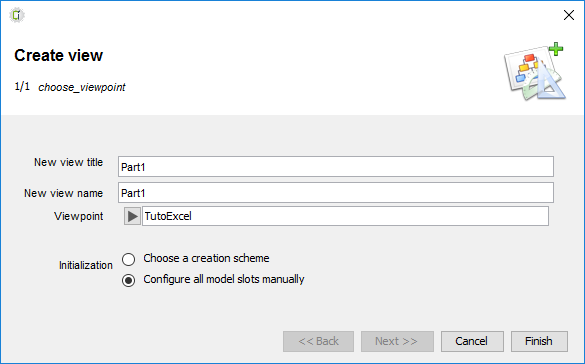 Create view
1/1 choose_viewpoint
New view title Part1
New view name Part1
Viewpoint TutoExcel
Initialization Choose a creation scheme
Configure all model slots manually
<< Back Next >> Cancel Finish